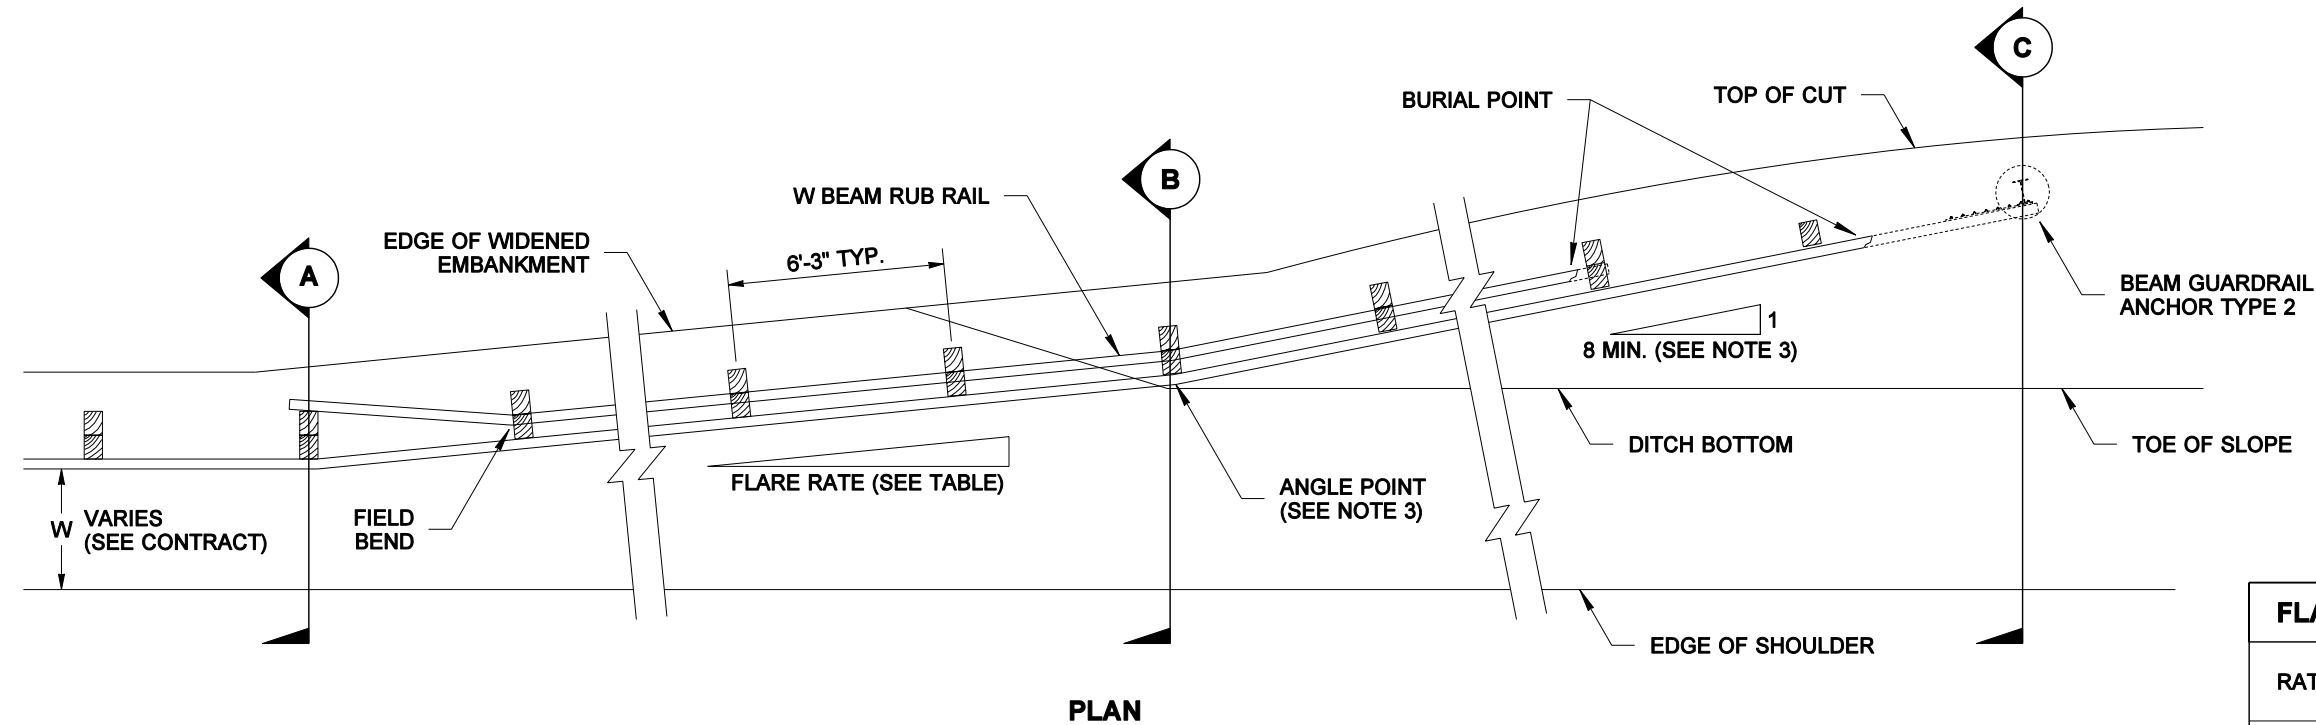 C
BURIAL POINT
TOP OF CUT
B
W BEAM RUB RAIL
EDGE OF WIDENED
EMBANKMENT
6'-3" TYP.
A
BEAM GUARDRAIL
ANCHOR TYPE 2
1
8 MIN. (SEE NOTE 3)
DITCH BOTTOM
TOE OF SLOPE
FLARE RATE (SEE TABLE)
ANGLE POINT
(SEE NOTE 3)
W
VARIES
(SEE CONTRACT)
FIELD
BEND
EDGE OF SHOULDER
PLAN
FLA
RAT